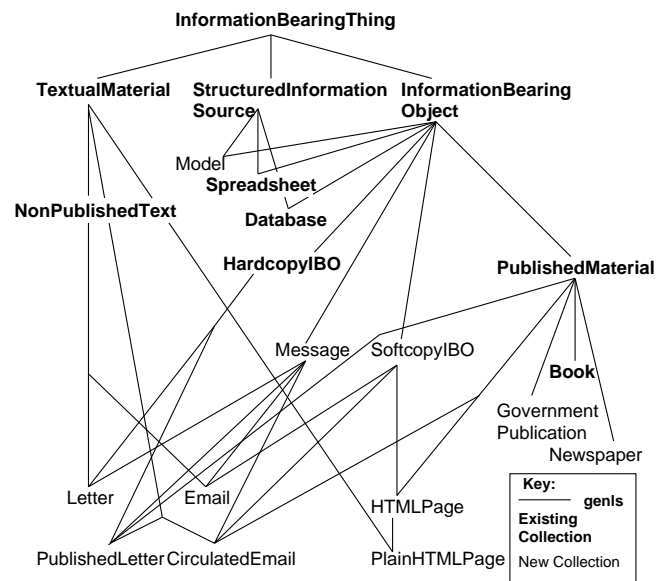 InformationBearingThing
TextualMaterial
StructuredInformation
Source
InformationBearing
Object
Model
Spreadsheet
NonPublishedText
Database
HardcopyIBO
PublishedMaterial
Message
SoftcopyIBO
Book
Government
Publication
Newspaper
Letter
Email
HTMLPage
PublishedLetter
CirculatedEmail
PlainHTMLPage
Key:
genls
Existing
Collection
New Collection